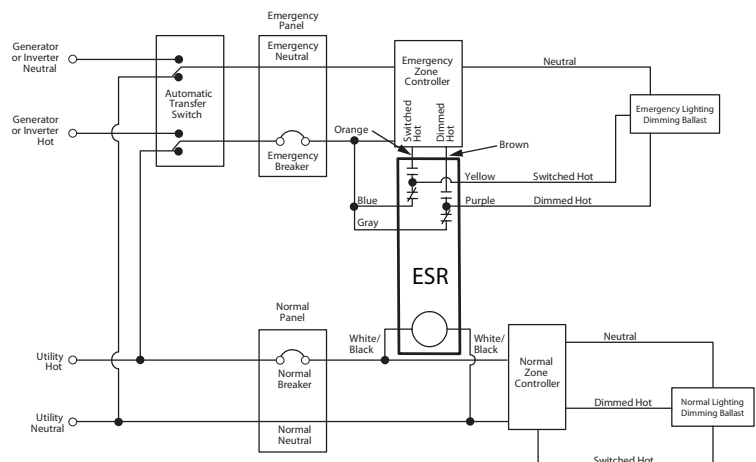 Emergency
Panel
Generator
or Inverter
Neutral
Emergency
Neutral
Emergency
Zone
Controller
Neutral
Automatic
Transfer
Switch
Emergency Lighting
Dimming Ballast
Generator
or Inverter
Hot
Switched
Hot
Dimmed
Hot
Orange
Brown
Emergency
Breaker
Yellow
Switched Hot
Blue
Purple
Dimmed Hot
Gray
ESR
Normal
Panel
White/
Black
White/
Black
Utility
Hot
Normal
Breaker
Normal
Zone
Controller
Neutral
Dimmed Hot
Normal Lighting
Dimming Ballast
Utility
Neutral
Normal
Neutral
Switched Hot